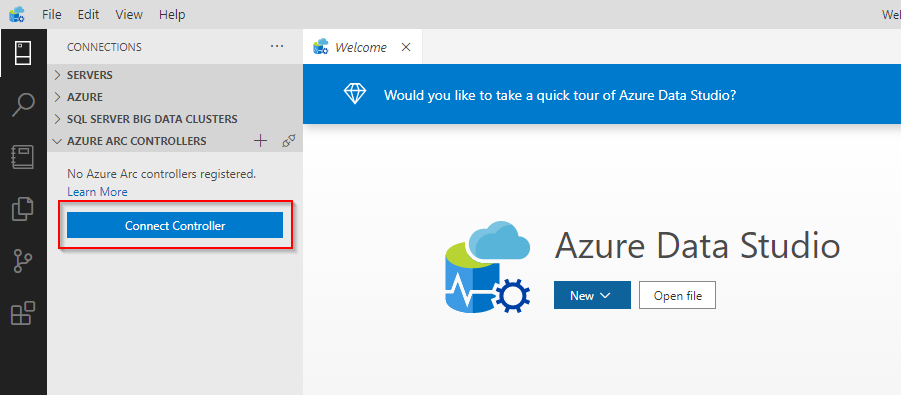 File Edit View Help We
CONNECTIONS ...
Welcome
SERVERS
AZURE
SQL SERVER BIG DATA CLUSTERS
AZURE ARC CONTROLLERS
Would you like to take a quick tour of Azure Data Studio?
No Azure Arc controllers registered.
Learn More
Connect Controller
Azure Data Studio
New
Open file